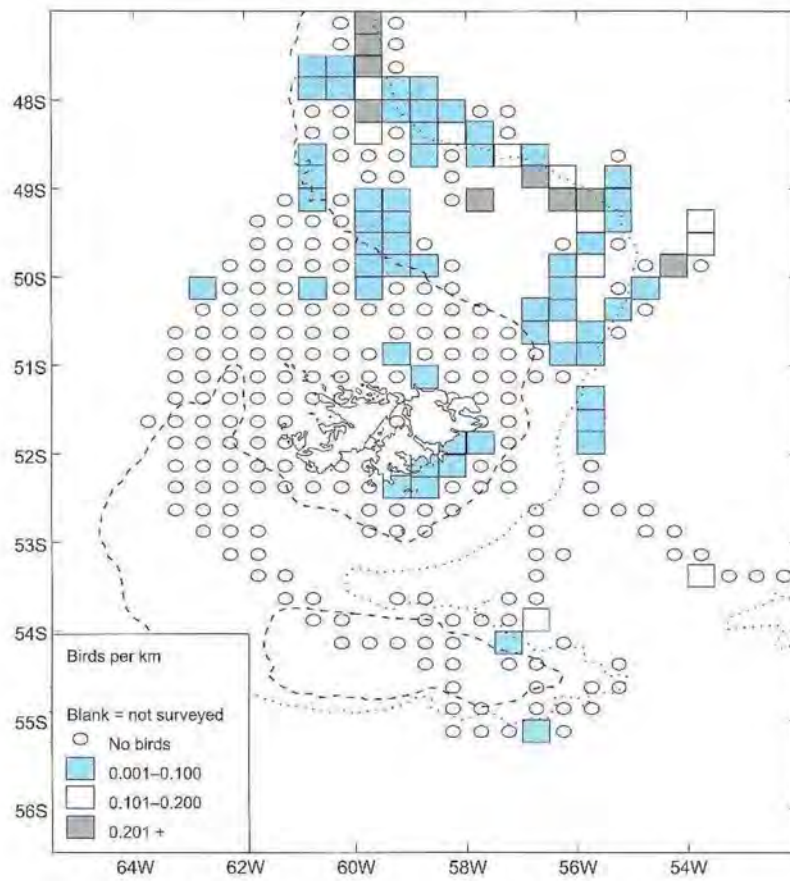 48S
49S
50S
51S
52S
53S
54S
55S
56S
Birds per km
Blank = not surveyed
No birds
0.001–0.100
0.101–0.200
0.201 +
64W
62W
60W
58W
56W
54W